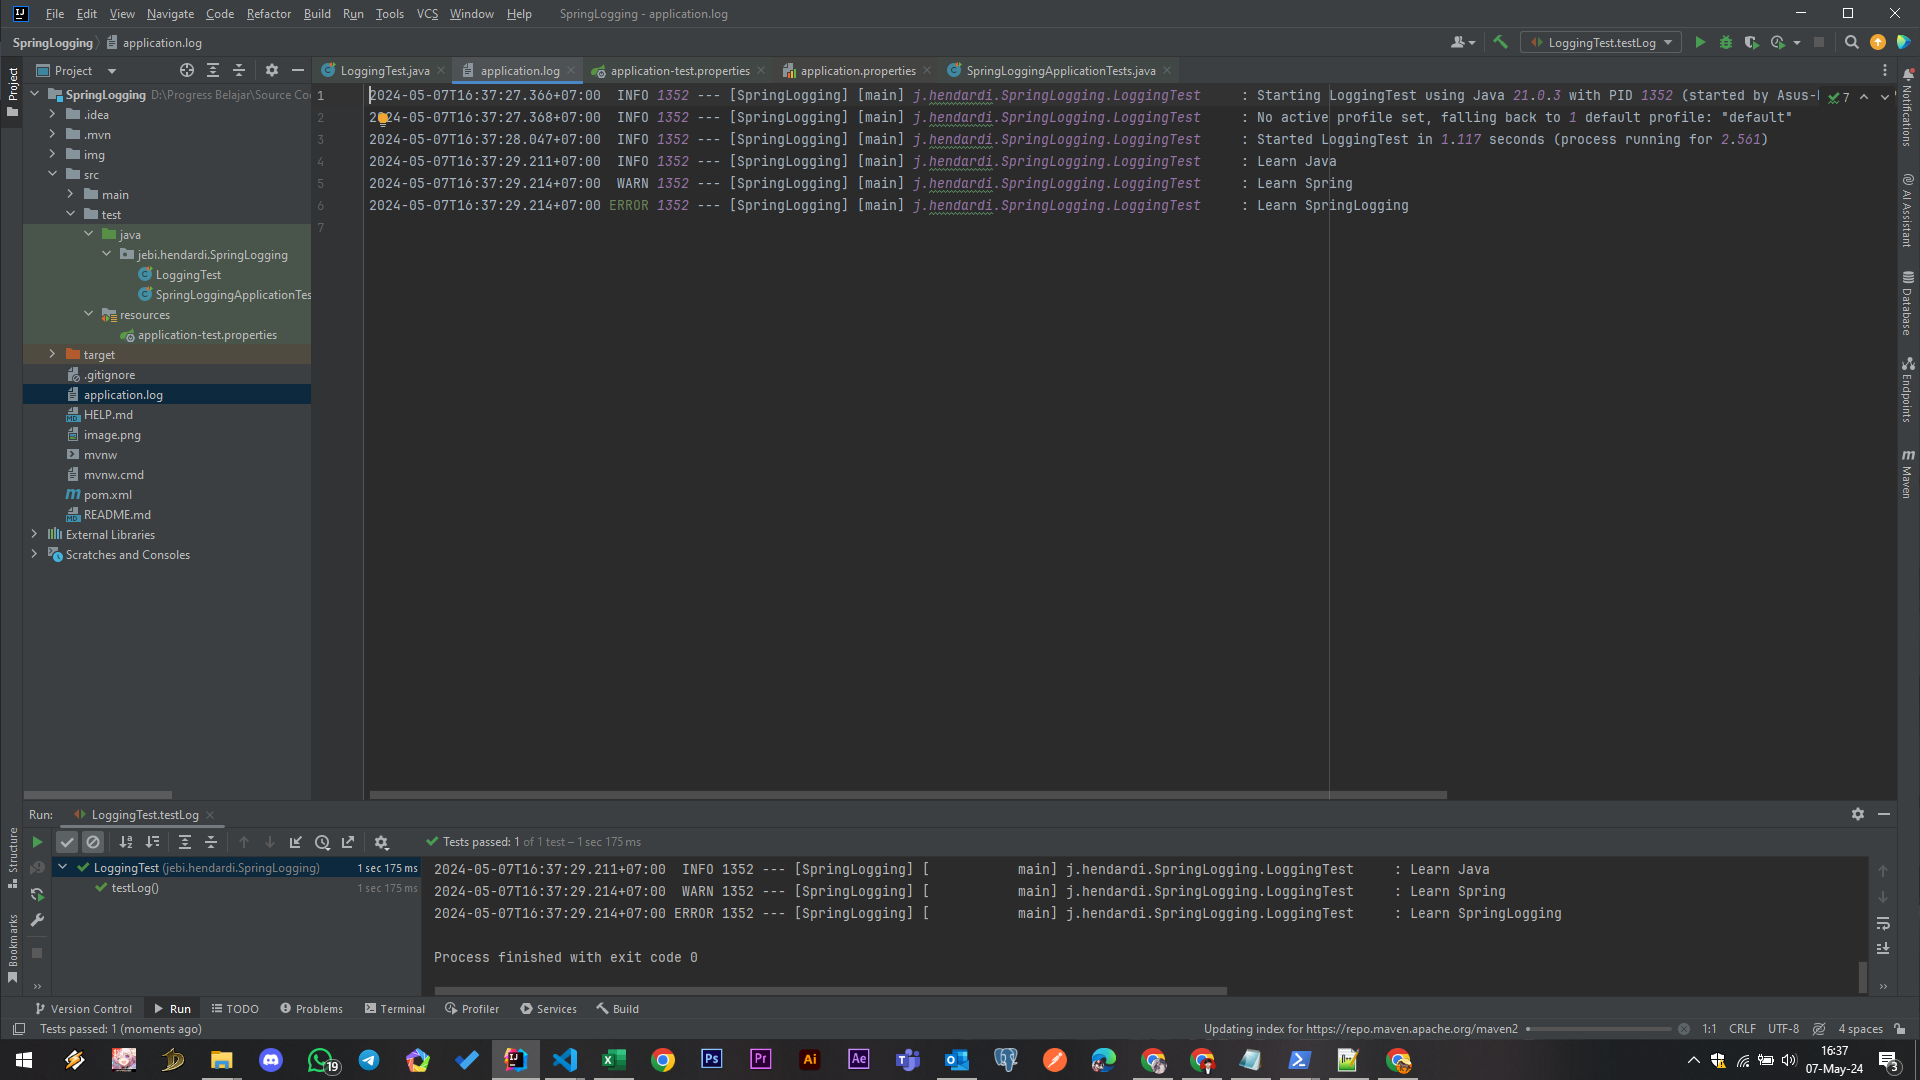 File Edit View Navigate Code Refactor Build Run Tools VCS Window Help SpringLogging - application.log
SpringLogging application.log
LoggingTest.testLog
Project
LoggingTest.java application.log application-test.properties application.properties SpringLoggingApplicationTests.java
Project
SpringLogging D:\Progress Belajar\Source Co
.idea
.mvn
img
src
main
test
java
jebi.hendardi.SpringLogging
LoggingTest
SpringLoggingApplicationTes
resources
application-test.properties
target
.gitignore
application.log
HELP.md
image.png
mvnw
mvnw.cmd
pom.xml
README.md
External Libraries
Scratches and Consoles
1 2024-05-07T16:37:27.366+07:00  INFO 1352 --- [SpringLogging] [main] j.hendardi.SpringLogging.LoggingTest : Starting LoggingTest using Java 21.0.3 with PID 1352 (started by Asus-
7
2 2024-05-07T16:37:27.368+07:00  INFO 1352 --- [SpringLogging] [main] j.hendardi.SpringLogging.LoggingTest : No active profile set, falling back to 1 default profile: "default"
3 2024-05-07T16:37:28.047+07:00  INFO 1352 --- [SpringLogging] [main] j.hendardi.SpringLogging.LoggingTest : Started LoggingTest in 1.117 seconds (process running for 2.561)
4 2024-05-07T16:37:29.211+07:00  INFO 1352 --- [SpringLogging] [main] j.hendardi.SpringLogging.LoggingTest : Learn Java
5 2024-05-07T16:37:29.214+07:00  WARN 1352 --- [SpringLogging] [main] j.hendardi.SpringLogging.LoggingTest : Learn Spring
6 2024-05-07T16:37:29.214+07:00 ERROR 1352 --- [SpringLogging] [main] j.hendardi.SpringLogging.LoggingTest : Learn SpringLogging
7
Notifications
AI Assistant
Database
Endpoints
Maven
Run: LoggingTest.testLog
Structure
Bookmarks
Tests passed: 1 of 1 test – 1 sec 175 ms
LoggingTest (jebi.hendardi.SpringLogging) 1 sec 175 ms
testLog() 1 sec 175 ms
2024-05-07T16:37:29.211+07:00  INFO 1352 --- [SpringLogging] [           main] j.hendardi.SpringLogging.LoggingTest     : Learn Java
2024-05-07T16:37:29.214+07:00  WARN 1352 --- [SpringLogging] [           main] j.hendardi.SpringLogging.LoggingTest     : Learn Spring
2024-05-07T16:37:29.214+07:00 ERROR 1352 --- [SpringLogging] [           main] j.hendardi.SpringLogging.LoggingTest     : Learn SpringLogging
Process finished with exit code 0
Version Control Run TODO Problems Terminal Profiler Services Build
Tests passed: 1 (moments ago) Updating index for https://repo.maven.apache.org/maven2 1:1 CRLF UTF-8 4 spaces
19
Ps Pr Ai Ae
16:37
07-May-24
3